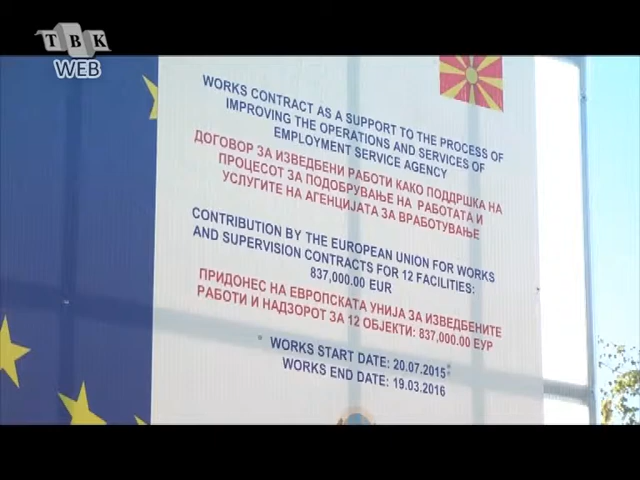 ТВК
WEB
WORKS CONTRACT AS A SUPPORT TO THE PROCESS OF
IMPROVING THE OPERATIONS AND SERVICES OF
EMPLOYMENT SERVICE AGENCY
ДОГОВОР ЗА ИЗВЕДБЕНИ РАБОТИ КАКО ПОДДРШКА НА
ПРОЦЕСОТ ЗА ПОДОБРУВАЊЕ НА РАБОТАТА И
УСЛУГИТЕ НА АГЕНЦИЈАТА ЗА ВРАБОТУВАЊЕ
CONTRIBUTION BY THE EUROPEAN UNION FOR WORKS
AND SUPERVISION CONTRACTS FOR 12 FACILITIES:
837,000.00 EUR
ПРИДОНЕС НА ЕВРОПСКАТА УНИЈА ЗА ИЗВЕДБЕНИТЕ
РАБОТИ И НАДЗОРОТ ЗА 12 ОБЈЕКТИ: 837,000.00 ЕУР
WORKS START DATE: 20.07.2015
WORKS END DATE: 19.03.2016